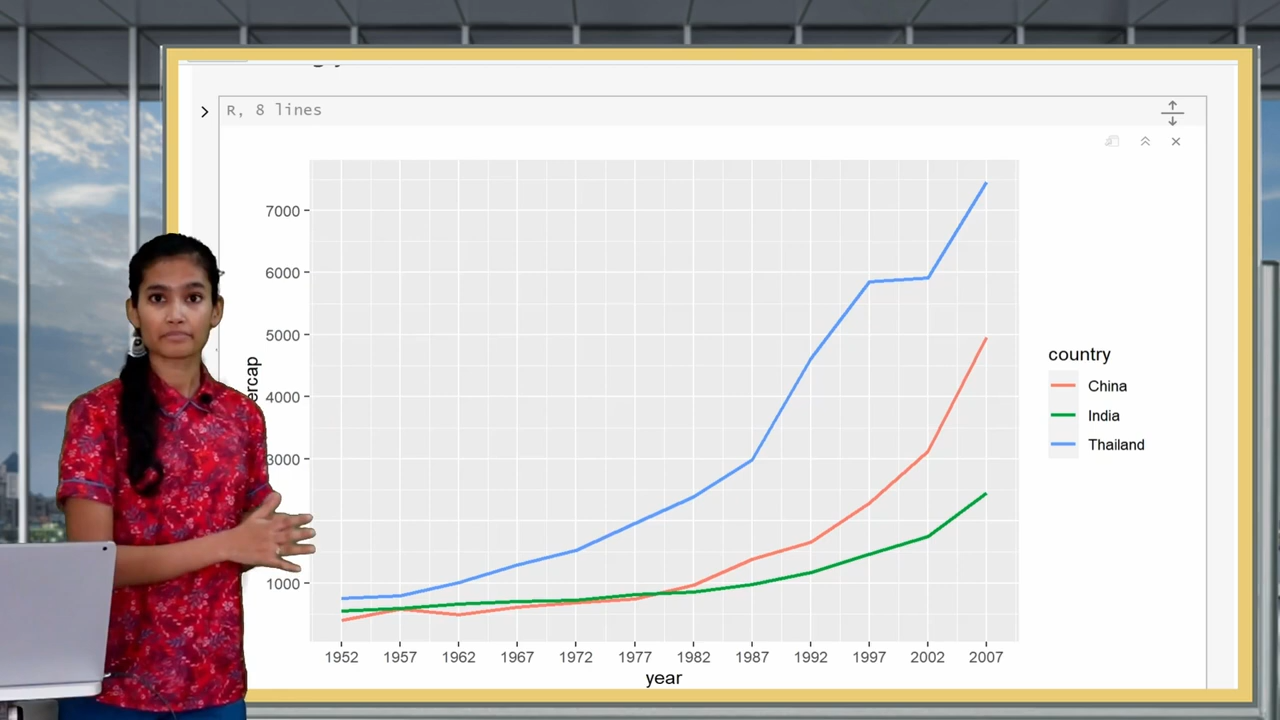 R, 8 lines
7000
6000
5000
4000
3000
1000
ercap
1952 1957 1962 1967 1972 1977 1982 1987 1992 1997 2002 2007
year
country
China
India
Thailand